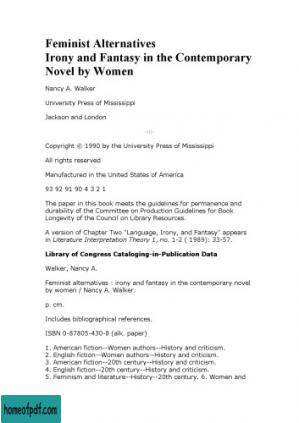 Feminist Alternatives
Irony and Fantasy in the Contemporary
Novel by Women
Nancy A. Walker
University Press of Mississippi
Jackson and London
-iii-
Copyright © 1990 by the University Press of Mississippi
All rights reserved
Manufactured in the United States of America
93 92 91 90 4 3 2 1
The paper in this book meets the guidelines for permanence and
durability of the Committee on Production Guidelines for Book
Longevity of the Council on Library Resources.
A version of Chapter Two "Language, Irony, and Fantasy" appears
in Literature Interpretation Theory 1, no. 1-2 ( 1989): 33-57.
Library of Congress Cataloging-in-Publication Data
Walker, Nancy A.
Feminist alternatives : irony and fantasy in the contemporary novel
by women / Nancy A. Walker.
p. cm.
Includes bibliographical references.
ISBN 0-87805-430-8 (alk. paper)
1. American fiction--Women authors--History and criticism.
2. English fiction--Women authors--History and criticism.
3. American fiction--20th century--History and criticism.
4. English fiction--20th century--History and criticism.
5. Feminism and literature--History--20th century. 6. Women and
homeofpdf.com